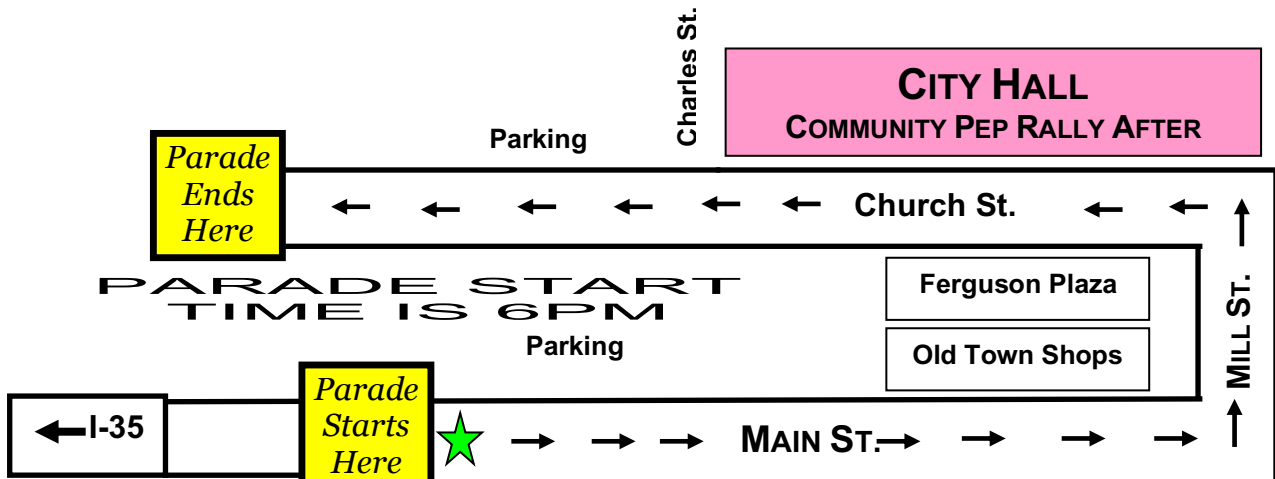 Charles St.
CITY HALL
COMMUNITY PEP RALLY AFTER
Parking
Parade
Ends
Here
Church St.
PARADE START
TIME IS 6PM
Ferguson Plaza
Parking
Old Town Shops
MILL ST.
Parade
Starts
Here
I-35
MAIN ST.